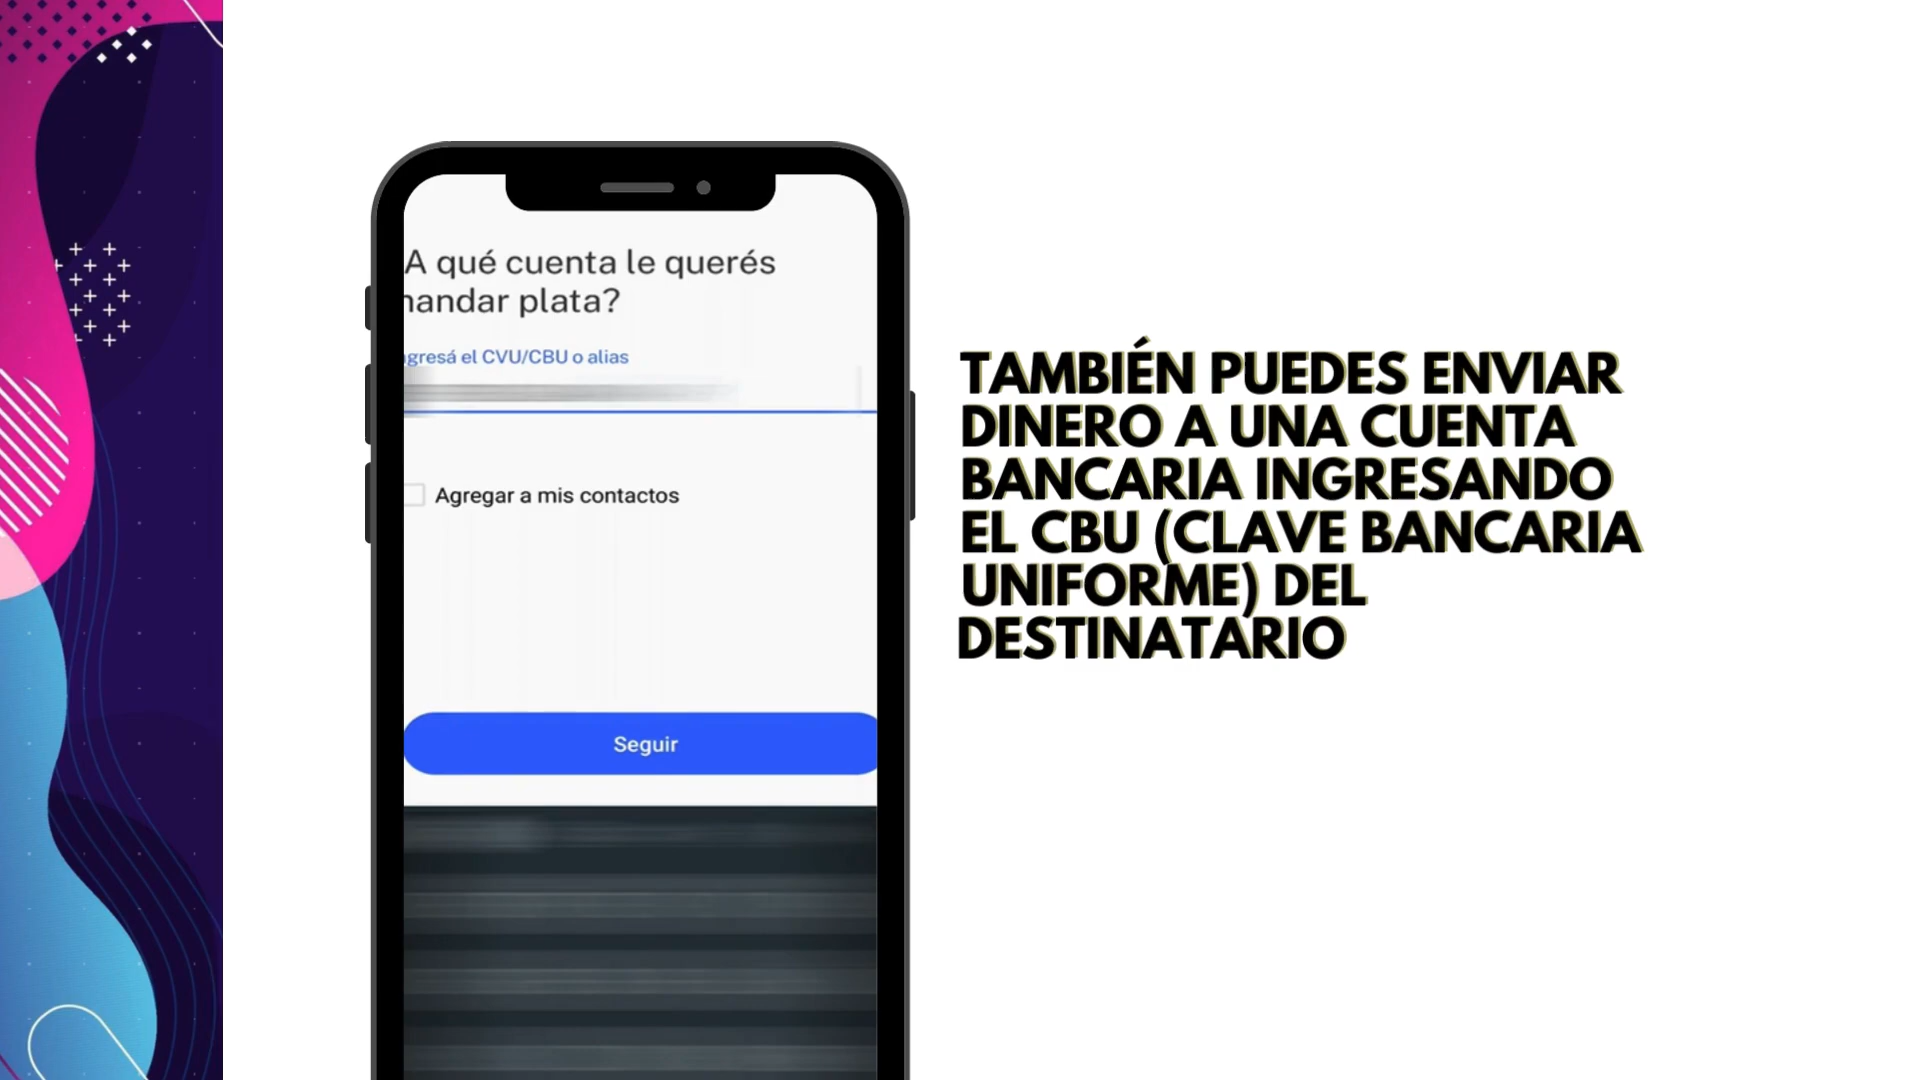 A qué cuenta le querés
mandar plata?
gresá el CVU/CBU o alias
Agregar a mis contactos
Seguir
TAMBIÉN PUEDES ENVIAR
DINERO A UNA CUENTA
BANCARIA INGRESANDO
EL CBU (CLAVE BANCARIA
UNIFORME) DEL
DESTINATARIO